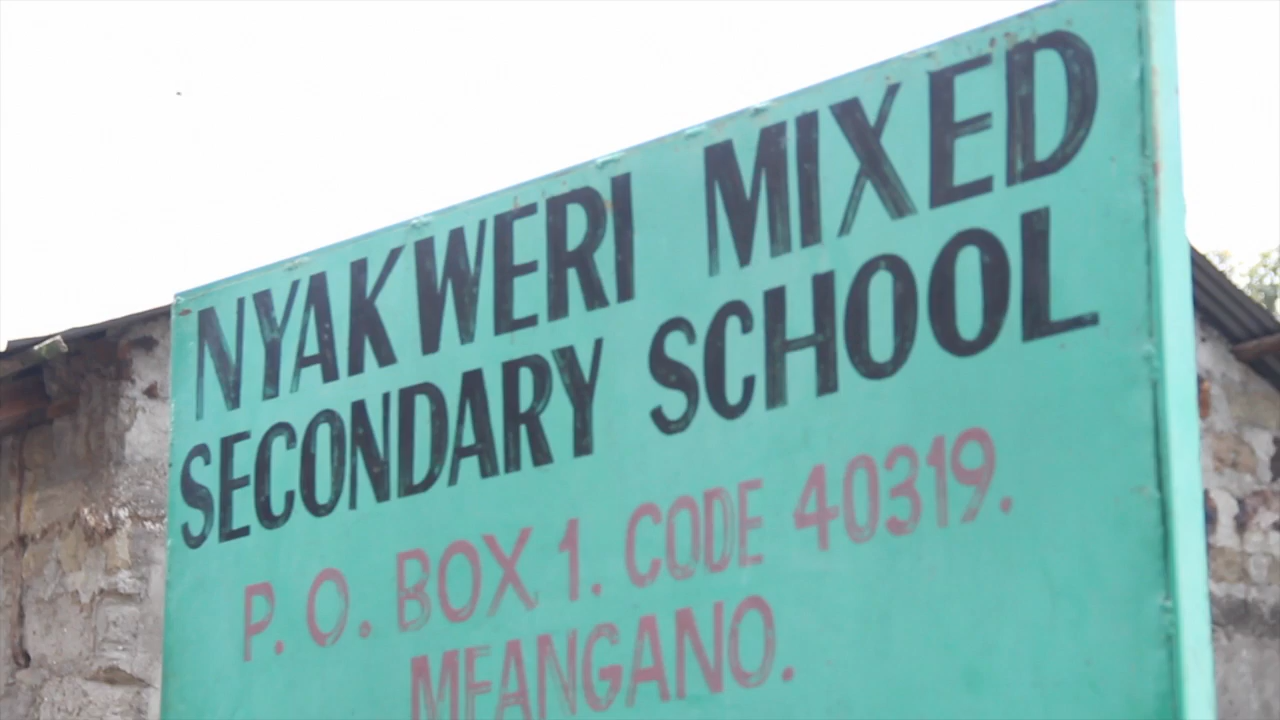 NYAKWERI MIXED
SECONDARY SCHOOL
P. O. BOX 1. CODE 40319.
MFANGANO.